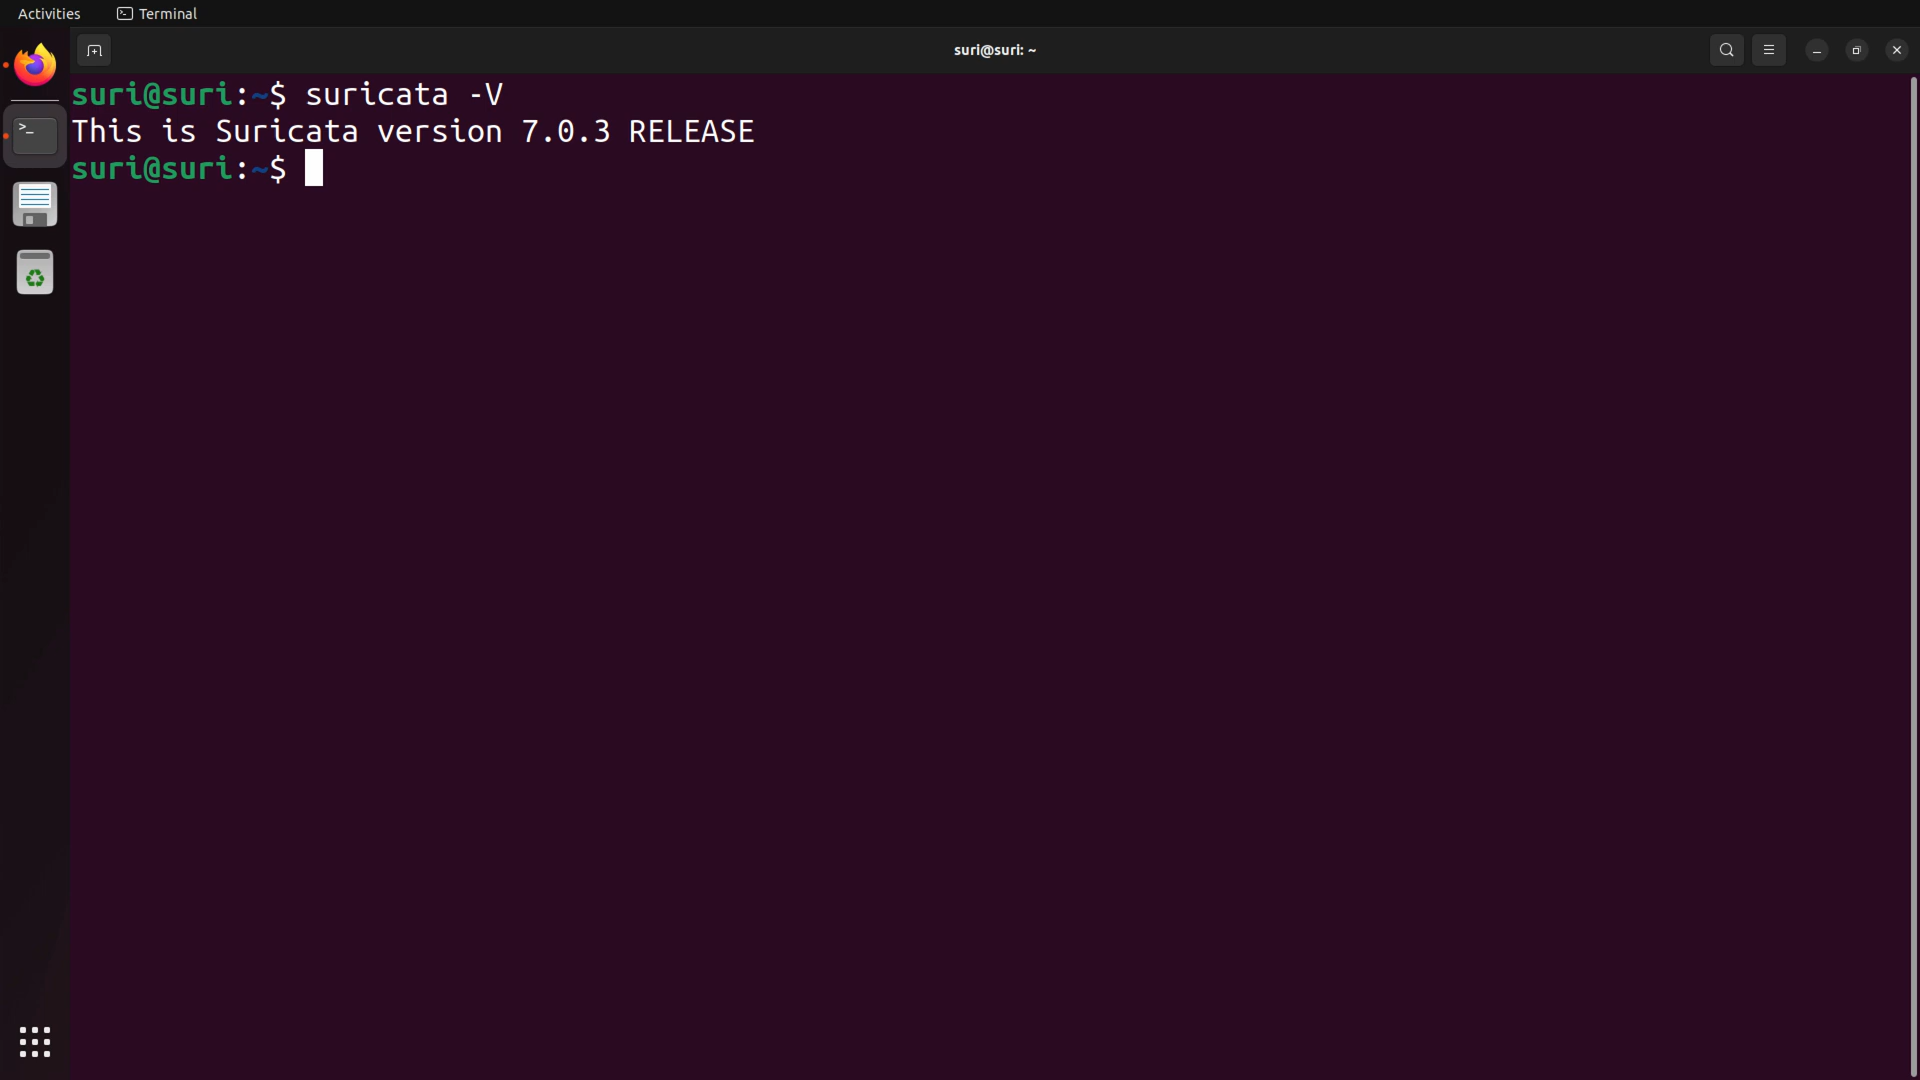 Activities
Terminal
suri@suri: ~
suri@suri:~$ suricata -V
This is Suricata version 7.0.3 RELEASE
suri@suri:~$